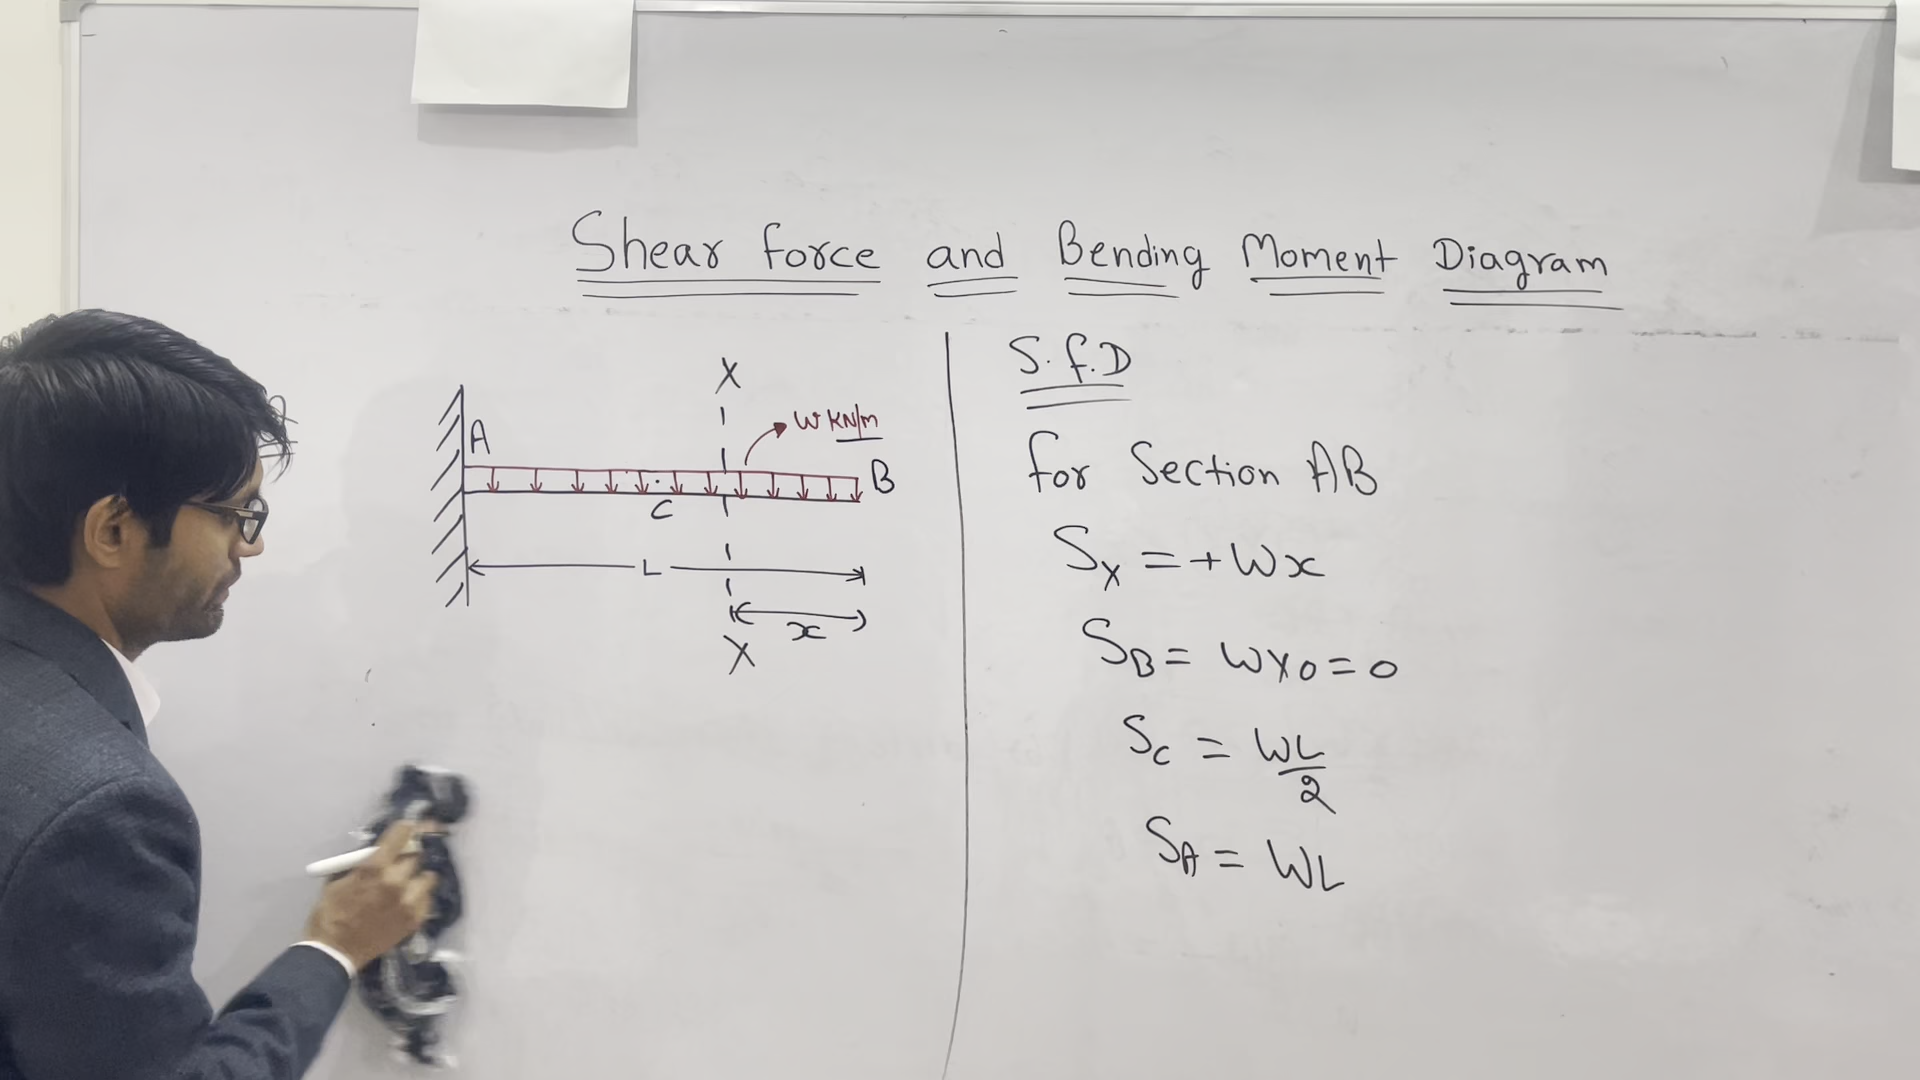 Shear force and Bending Moment Diagram
X
W KN/m
A
B
C
L
x
X
S.f.D
for Section AB
Sx = +Wx
SB = W×0 = 0
Sc = WL/2
SA = WL